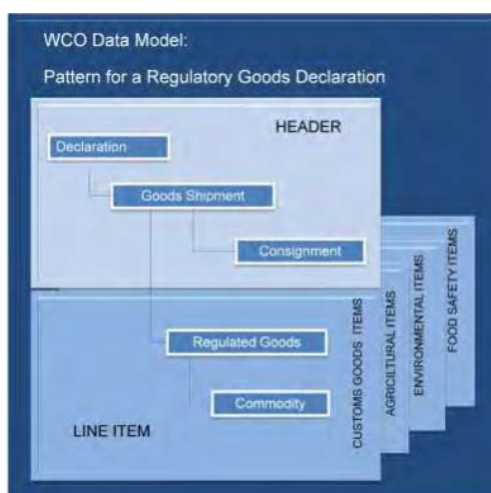 WCO Data Model:
Pattern for a Regulatory Goods Declaration
HEADER
Declaration
Goods Shipment
Consignment
Regulated Goods
Commodity
LINE ITEM
CUSTOMS GOODS ITEMS
AGRICILTURAL ITEMS
ENVIRONMENTAL ITEMS
FOOD SAFETY ITEMS